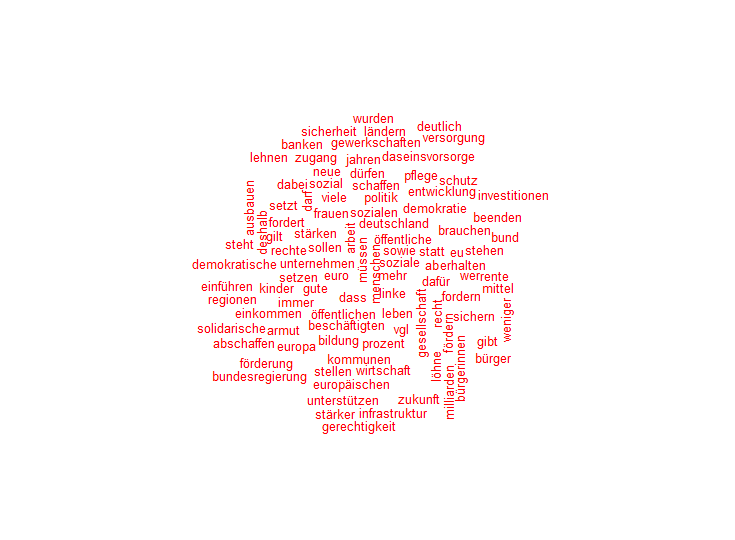 wurden
sicherheit ländern deutlich
banken gewerkschaften versorgung
lehnen zugang jahren daseinsvorsorge
neue dürfen pflege schutz
dabei sozial schaffen entwicklung
ausbauen darf viele politik investitionen
setzt frauen sozialen demokratie
deshalb fordert deutschland beenden
gilt stärken arbeit öffentliche brauchen bund
steht rechte sollen müssen menschen sowie statt eu stehen
demokratische unternehmen soziale aberhalten
setzen euro mehr dafür wer rente
einführen kinder gute linke mittel
regionen immer dass gesellschaft recht fordern weniger
einkommen öffentlichen leben fördern sichern
solidarische armut beschäftigten vgl
abschaffen europa bildung prozent gibt
förderung kommunen löhne bürgerinnen bürger
bundesregierung stellen wirtschaft milliarden
europäischen
unterstützen zukunft
stärker infrastruktur
gerechtigkeit